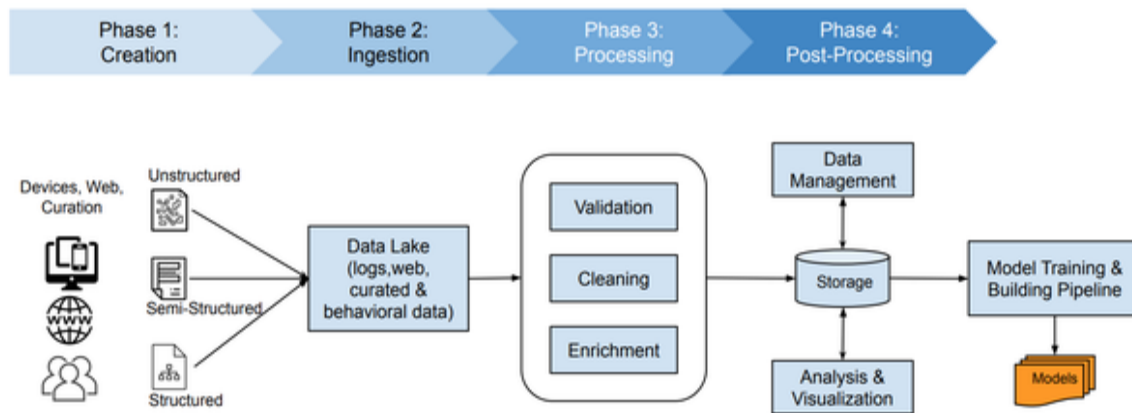 Phase 1:
Creation
Phase 2:
Ingestion
Phase 3:
Processing
Phase 4:
Post-Processing
Devices, Web,
Curation
WWW
Unstructured
Semi-Structured
Structured
Data Lake
(logs,web,
curated &
behavioral data)
Validation
Cleaning
Enrichment
Data
Management
Storage
Analysis &
Visualization
Model Training &
Building Pipeline
Models